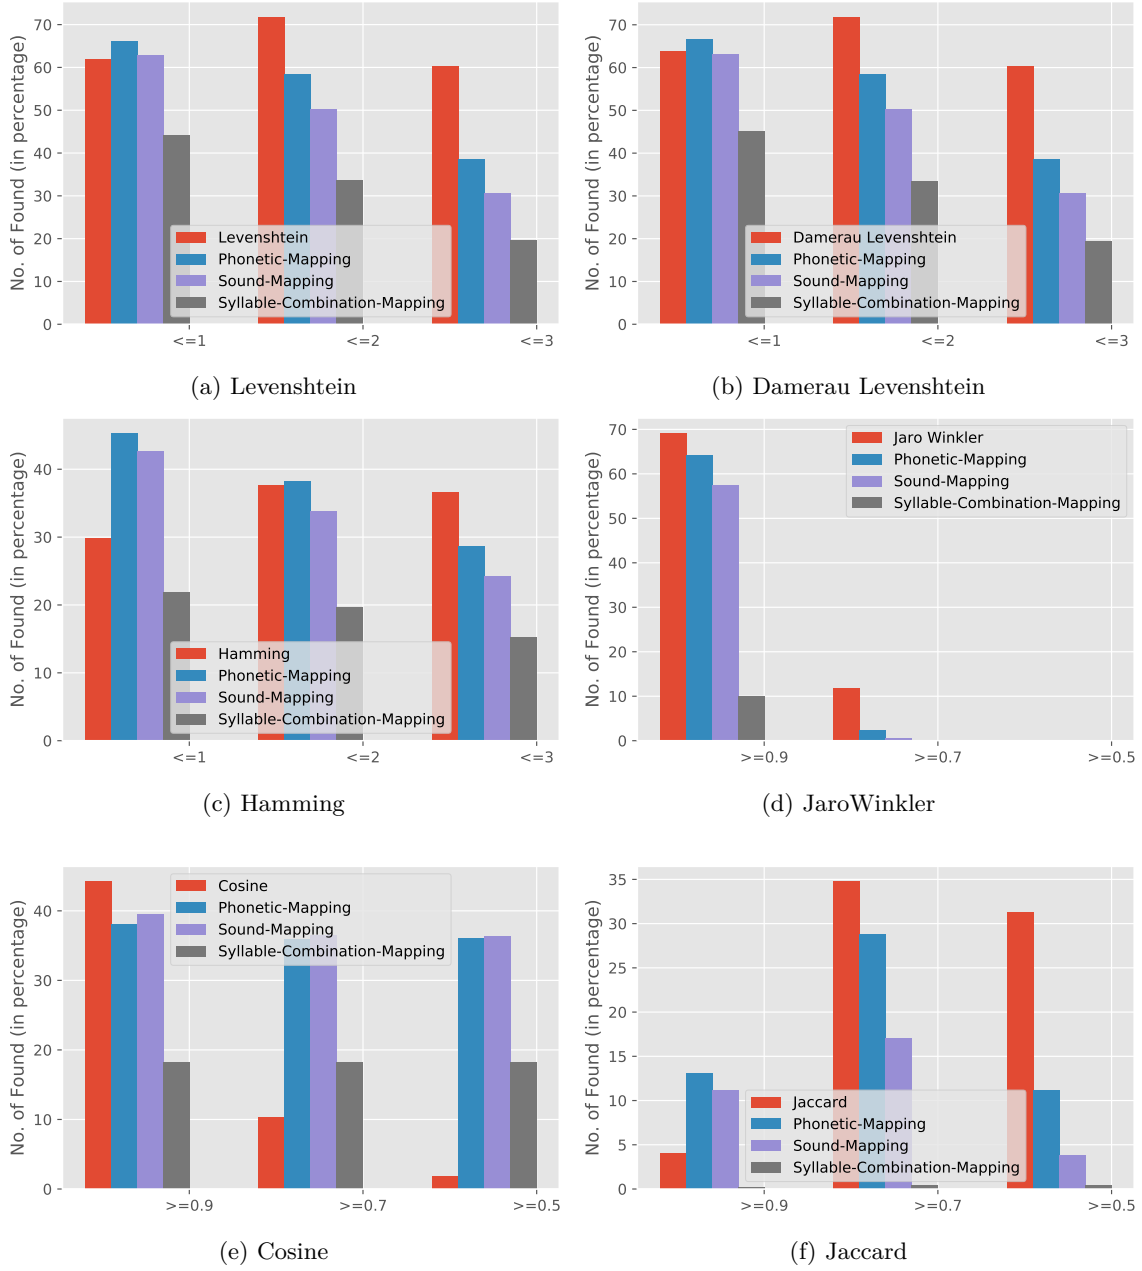 70
60
50
40
30
20
10
0
No. of Found (in percentage)
Levenshtein
Phonetic-Mapping
Sound-Mapping
Syllable-Combination-Mapping
<=1 <=2 <=3
(a) Levenshtein
70
60
50
40
30
20
10
0
No. of Found (in percentage)
Damerau Levenshtein
Phonetic-Mapping
Sound-Mapping
Syllable-Combination-Mapping
<=1 <=2 <=3
(b) Damerau Levenshtein
40
30
20
10
0
No. of Found (in percentage)
Hamming
Phonetic-Mapping
Sound-Mapping
Syllable-Combination-Mapping
<=1 <=2 <=3
(c) Hamming
70
60
50
40
30
20
10
0
No. of Found (in percentage)
Jaro Winkler
Phonetic-Mapping
Sound-Mapping
Syllable-Combination-Mapping
>=0.9 >=0.7 >=0.5
(d) JaroWinkler
40
30
20
10
0
No. of Found (in percentage)
Cosine
Phonetic-Mapping
Sound-Mapping
Syllable-Combination-Mapping
>=0.9 >=0.7 >=0.5
(e) Cosine
35
30
25
20
15
10
5
0
No. of Found (in percentage)
Jaccard
Phonetic-Mapping
Sound-Mapping
Syllable-Combination-Mapping
>=0.9 >=0.7 >=0.5
(f) Jaccard